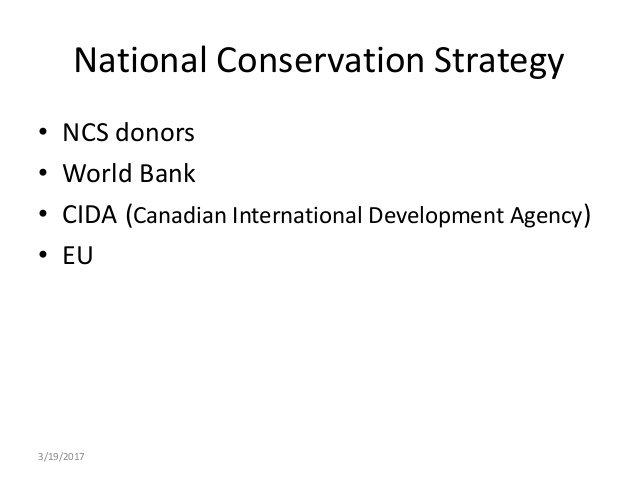 National Conservation Strategy
• NCS donors
• World Bank
• CIDA (Canadian International Development Agency)
• EU
3/19/2017